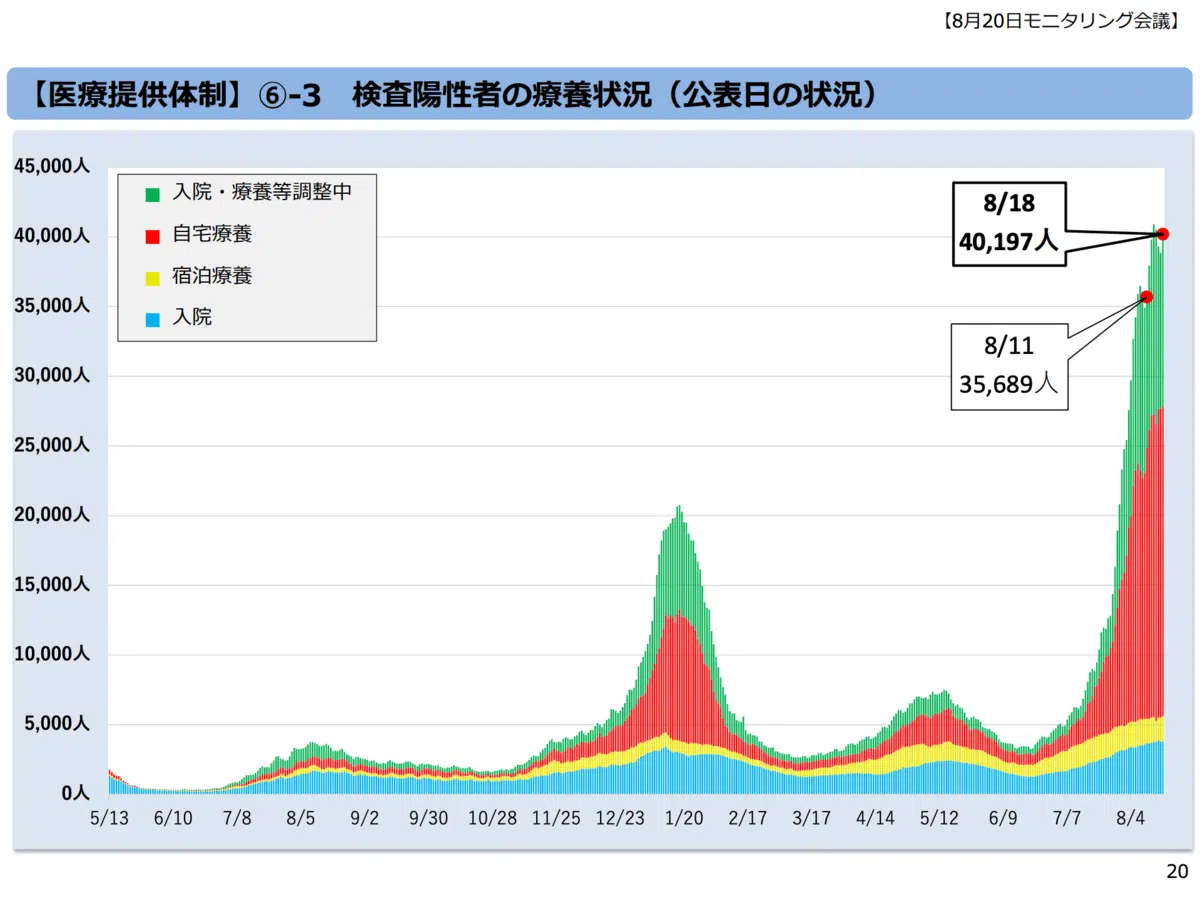 【8月20日モニタリング会議】
【医療提供体制】⑥-3 検査陽性者の療養状況（公表日の状況）
45,000人
40,000人
35,000人
30,000人
25,000人
20,000人
15,000人
10,000人
5,000人
0人
入院・療養等調整中
自宅療養
宿泊療養
入院
8/18
40,197人
8/11
35,689人
5/13 6/10 7/8 8/5 9/2 9/30 10/28 11/25 12/23 1/20 2/17 3/17 4/14 5/12 6/9 7/7 8/4
20